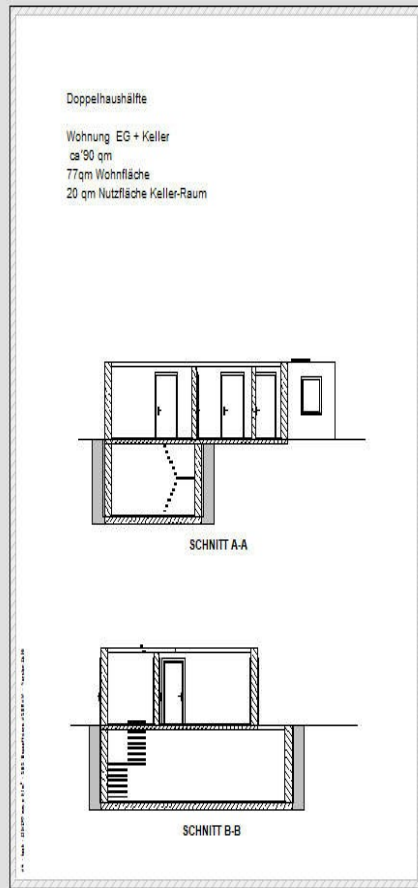 Doppelhaushälfte
Wohnung EG + Keller
ca'90 qm
77qm Wohnfläche
20 qm Nutzfläche Keller-Raum
SCHNITT A-A
SCHNITT B-B